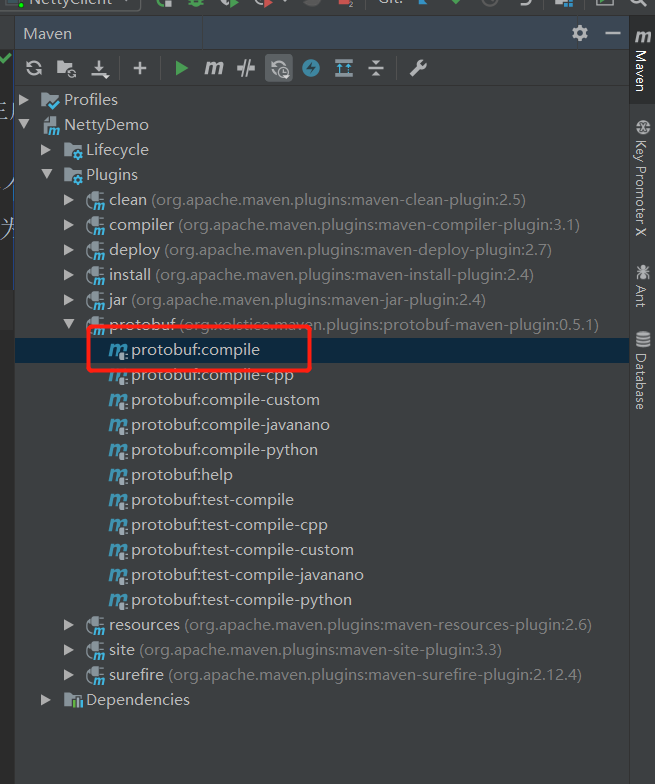 NettyClient
Git:
Maven
Profiles
NettyDemo
Lifecycle
Plugins
clean (org.apache.maven.plugins:maven-clean-plugin:2.5)
compiler (org.apache.maven.plugins:maven-compiler-plugin:3.1)
deploy (org.apache.maven.plugins:maven-deploy-plugin:2.7)
install (org.apache.maven.plugins:maven-install-plugin:2.4)
jar (org.apache.maven.plugins:maven-jar-plugin:2.4)
protobuf (org.xolstice.maven.plugins:protobuf-maven-plugin:0.5.1)
protobuf:compile
protobuf:compile-cpp
protobuf:compile-custom
protobuf:compile-javanano
protobuf:compile-python
protobuf:help
protobuf:test-compile
protobuf:test-compile-cpp
protobuf:test-compile-custom
protobuf:test-compile-javanano
protobuf:test-compile-python
resources (org.apache.maven.plugins:maven-resources-plugin:2.6)
site (org.apache.maven.plugins:maven-site-plugin:3.3)
surefire (org.apache.maven.plugins:maven-surefire-plugin:2.12.4)
Dependencies
Maven
Key Promoter X
Ant
Database